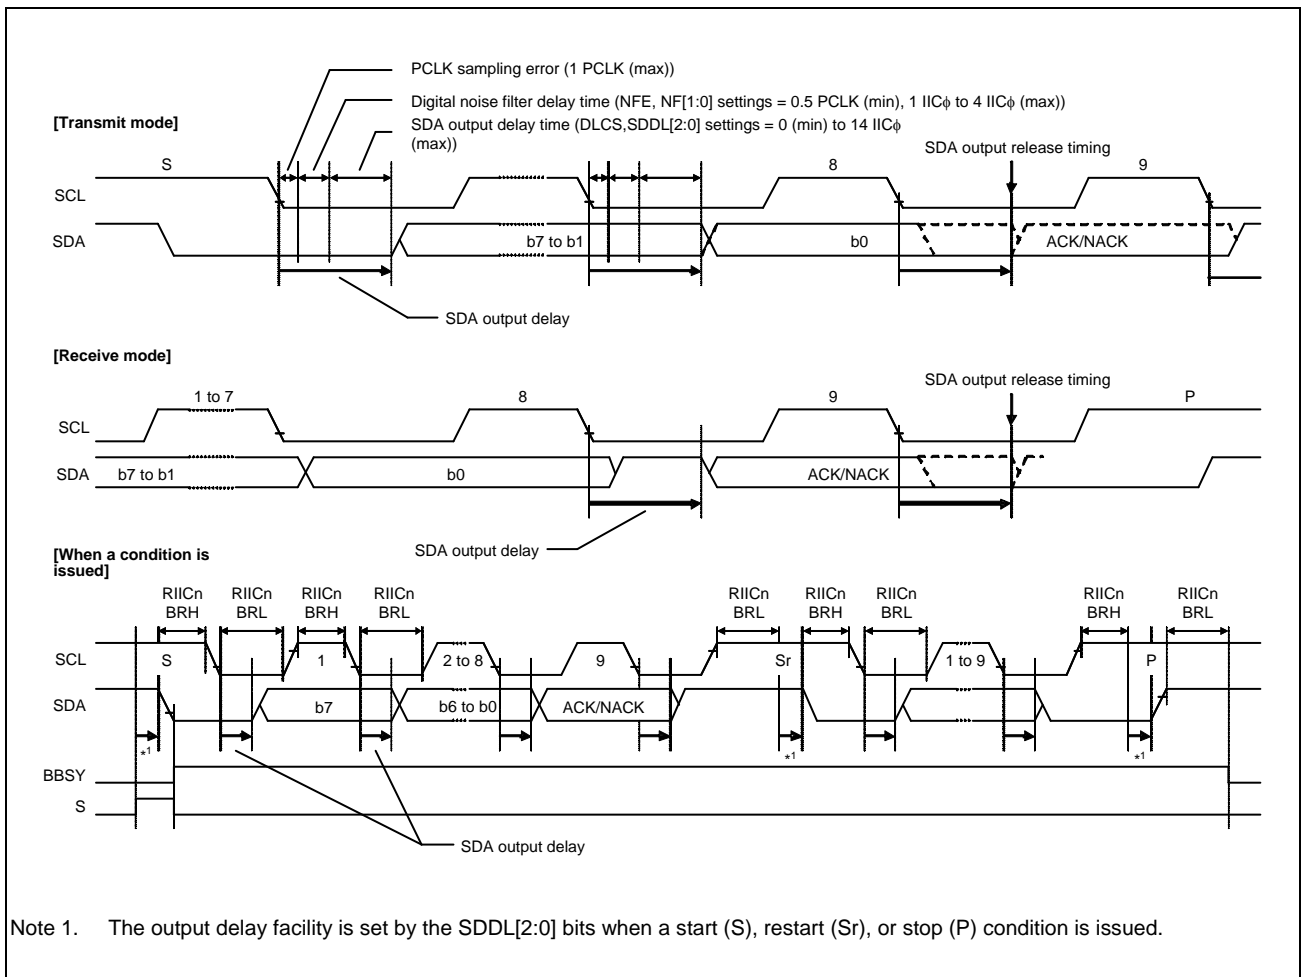 PCLK sampling error (1 PCLK (max))
Digital noise filter delay time (NFE, NF[1:0] settings = 0.5 PCLK (min), 1 IICϕ to 4 IICϕ (max))
[Transmit mode]
SDA output delay time (DLCS,SDDL[2:0] settings = 0 (min) to 14 IICϕ
(max))
SDA output release timing
S
8
9
SCL
SDA
b7 to b1
b0
ACK/NACK
SDA output delay
[Receive mode]
SDA output release timing
1 to 7
8
9
P
SCL
SDA
b7 to b1
b0
ACK/NACK
SDA output delay
[When a condition is
issued]
RIICn
BRH
RIICn
BRL
RIICn
BRH
RIICn
BRL
RIICn
BRL
RIICn
BRH
RIICn
BRL
RIICn
BRH
RIICn
BRL
SCL
S
1
2 to 8
9
Sr
1 to 9
P
SDA
b7
b6 to b0
ACK/NACK
*1
*1
*1
BBSY
S
SDA output delay
Note 1. The output delay facility is set by the SDDL[2:0] bits when a start (S), restart (Sr), or stop (P) condition is issued.